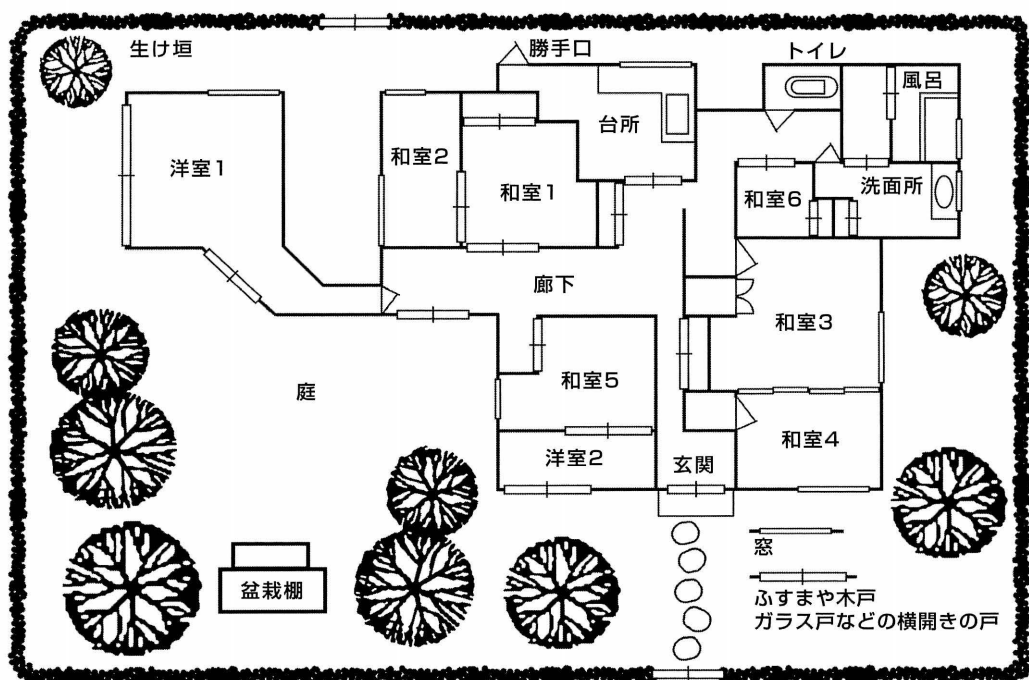 生け垣
勝手口
トイレ
風呂
台所
洋室1
和室2
和室1
和室6
洗面所
廊下
和室3
庭
和室5
和室4
洋室2
玄関
盆栽棚
窓
ふすまや木戸
ガラス戸などの横開きの戸